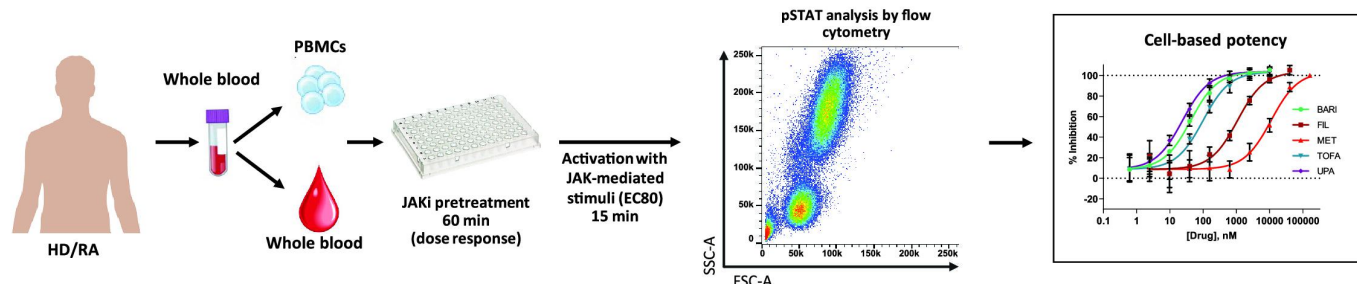 HD/RA
Whole blood
PBMCs
Whole blood
JAKi pretreatment
60 min
(dose response)
Activation with
JAK-mediated
stimuli (EC80)
15 min
pSTAT analysis by flow
cytometry
250k
200k
150k
100k
50k
0
SSC-A
0 50k 100k 150k 200k 250k
FSC-A
Cell-based potency
100
80
60
40
20
0
-20
% Inhibition
0.1 1 10 100 1000 10000 100000
[Drug], nM
BARI
FIL
MET
TOFA
UPA